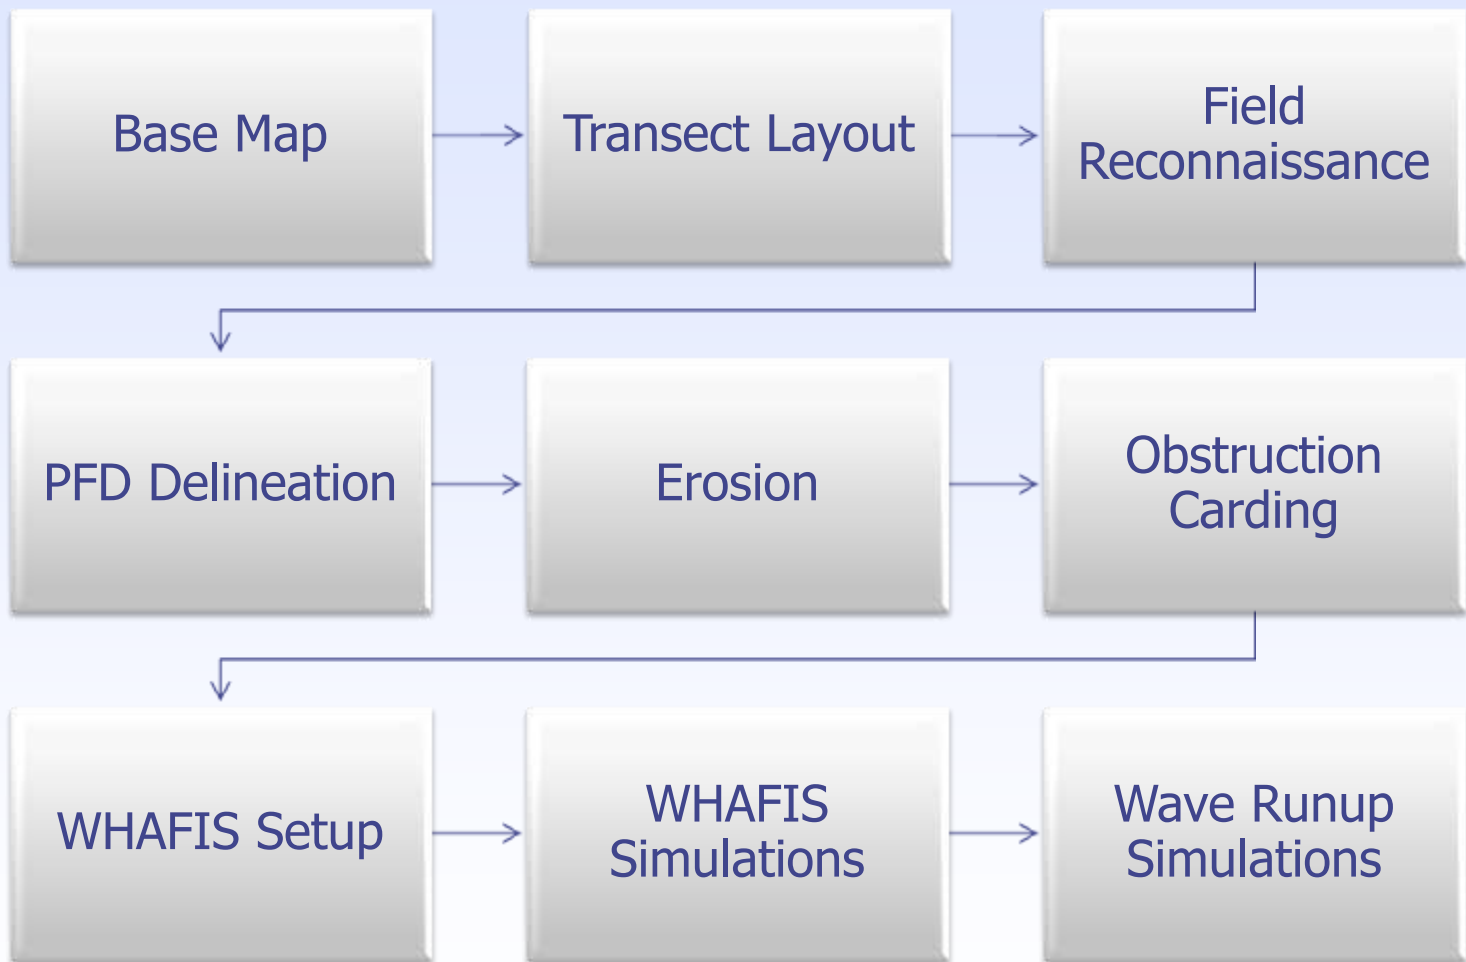 Base Map
Transect Layout
Field
Reconnaissance
PFD Delineation
Erosion
Obstruction
Carding
WHAFIS Setup
WHAFIS
Simulations
Wave Runup
Simulations